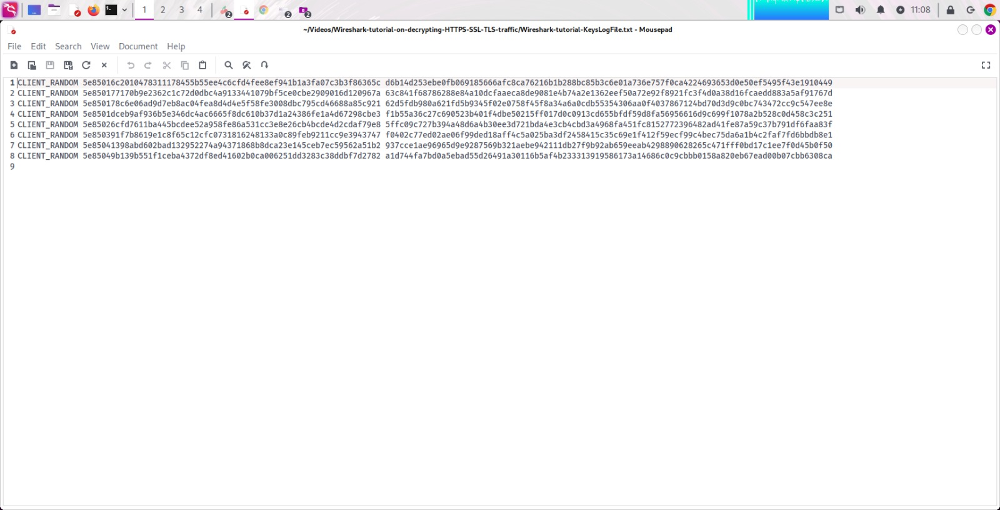 1 2 3 4 2 2 2 11:08
~/Videos/Wireshark-tutorial-on-decrypting-HTTPS-SSL-TLS-traffic/Wireshark-tutorial-KeysLogFile.txt - Mousepad
File Edit Search View Document Help
1 CLIENT_RANDOM 5e85016c2010478311178455b55ee4c6cfd4fee8ef941b1a3fa07c3b3f86365c d6b14d253ebe0fb069185666afc8ca76216b1b288bc85b3c6e01a736e757f0ca4224693653d0e50ef5495f43e1910449
2 CLIENT_RANDOM 5e850177170b9e2362c1c72d0dbc4a9133441079bf5ce0cbe2909016d120967a 63c841f68786288e84a10dcfaaeca8de9081e4b74a2e1362eef50a72e92f8921fc3f4d0a38d16fcaedd883a5af91767d
3 CLIENT_RANDOM 5e850178c6e06ad9d7eb8ac04fea8d4d4e5f58fe3008dbc795cd46688a85c921 62d5fdb980a621fd5b9345f02e0758f45f8a34a6a0cdb55354306aa0f4037867124bd70d3d9c0bc743472cc9c547ee8e
4 CLIENT_RANDOM 5e8501dceb9af936b5e346dc4ac6665f8dc610b37d1a24386fe1a4d67298cbe3 f1b55a36c27c690523b401f4dbe50215ff017d0c0913cd655bfdf59d8fa56956616d9c699f1078a2b528c0d458c3c251
5 CLIENT_RANDOM 5e85026cfd7611ba445bcdee52a958fe86a531cc3e8e26cb4bcde4d2cdaf79e8 5ffc09c727b394a48d6a4b30ee3d721bda4e3cb4cbd3a4968fa451fc8152772396482ad41fe87a59c37b791df6faa83f
6 CLIENT_RANDOM 5e850391f7b8619e1c8f65c12cfc0731816248133a0c89feb9211cc9e3943747 f0402c77ed02ae06f99ded18aff4c5a025ba3df2458415c35c69e1f412f59ecf99c4bec75da6a1b4c2faf7fd6bbdb8e1
7 CLIENT_RANDOM 5e85041398abd602bad132952274a94371868b8dca23e145ceb7ec59562a51b2 937cce1ae96965d9e9287569b321aebe942111db27f9b92ab659eeab4298890628265c471fff0bd17c1ee7f0d45b0f50
8 CLIENT_RANDOM 5e85049b139b551f1ceba4372df8ed41602b0ca006251dd3283c38ddbf7d2782 a1d744fa7bd0a5ebad55d26491a30116b5af4b233313919586173a14686c0c9cbbb0158a820eb67ead00b07cbb6308ca
9